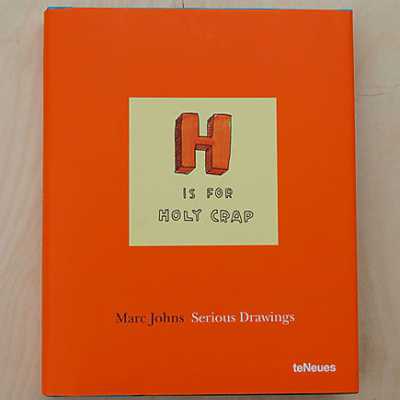 H
IS FOR
HOLY CRAP
Marc Johns Serious Drawings
teNeues